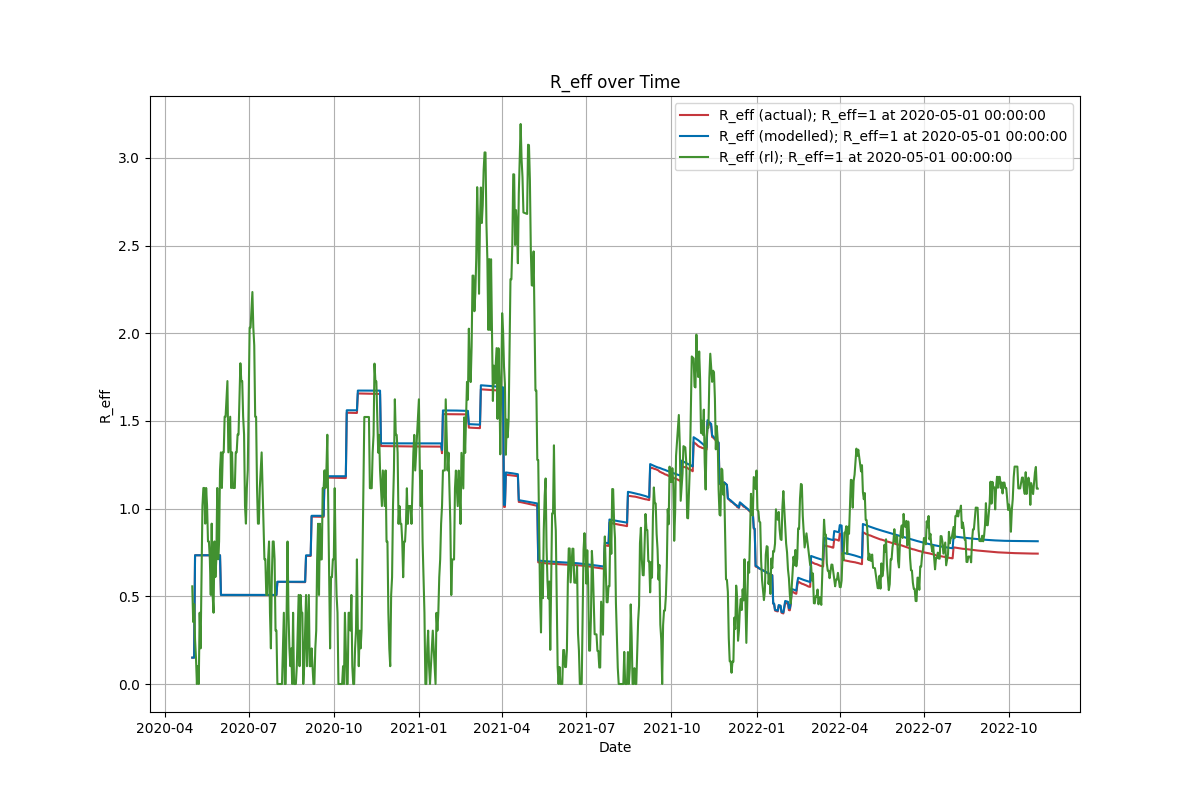 R_eff over Time
R_eff (actual); R_eff=1 at 2020-05-01 00:00:00
R_eff (modelled); R_eff=1 at 2020-05-01 00:00:00
R_eff (rl); R_eff=1 at 2020-05-01 00:00:00
3.0
2.5
2.0
1.5
1.0
0.5
0.0
R_eff
2020-04 2020-07 2020-10 2021-01 2021-04 2021-07 2021-10 2022-01 2022-04 2022-07 2022-10
Date